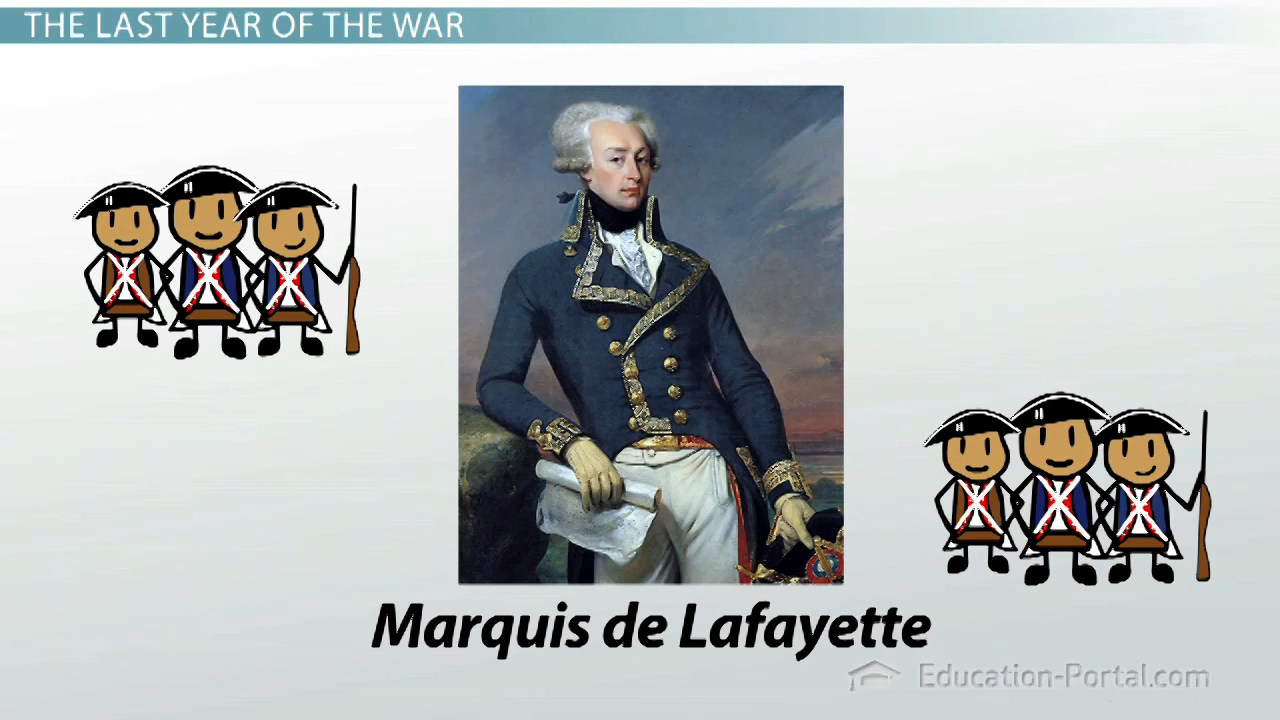 THE LAST YEAR OF THE WAR
Marquis de Lafayette
Education-Portal.com